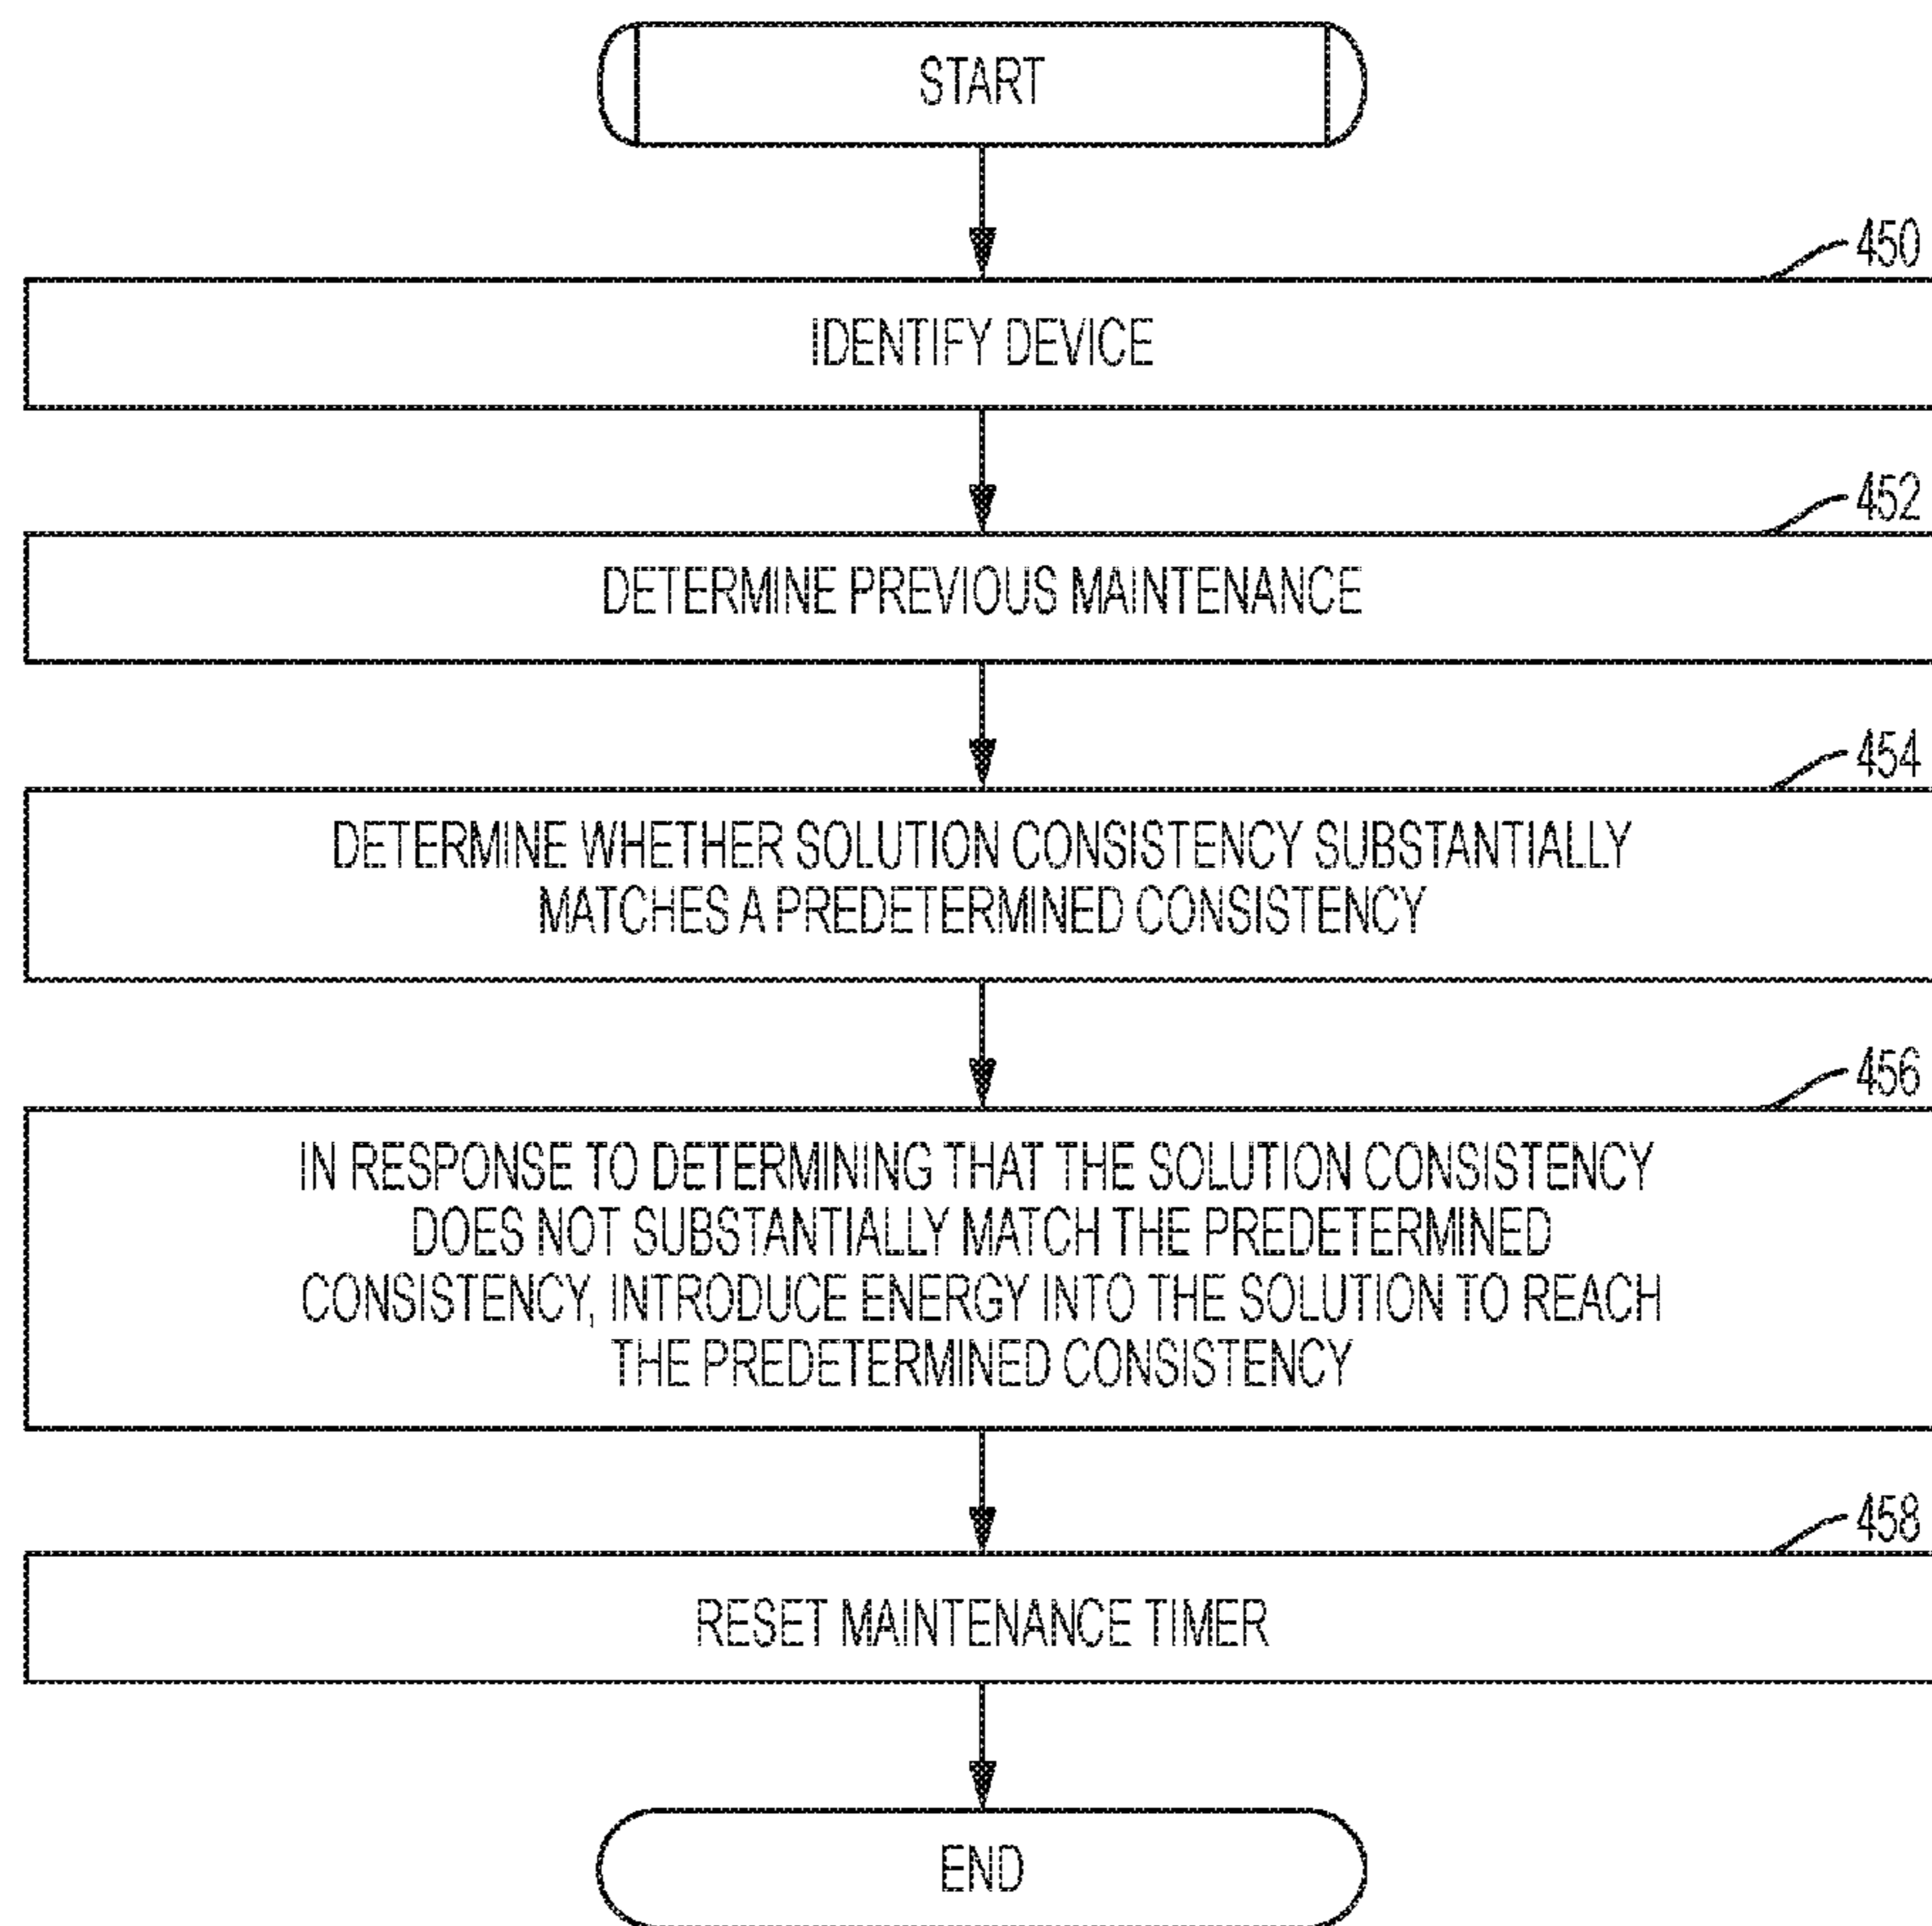 START
450
IDENTIFY DEVICE
452
DETERMINE PREVIOUS MAINTENANCE
454
DETERMINE WHETHER SOLUTION CONSISTENCY SUBSTANTIALLY
MATCHES A PREDETERMINED CONSISTENCY
456
IN RESPONSE TO DETERMINING THAT THE SOLUTION CONSISTENCY
DOES NOT SUBSTANTIALLY MATCH THE PREDETERMINED
CONSISTENCY, INTRODUCE ENERGY INTO THE SOLUTION TO REACH
THE PREDETERMINED CONSISTENCY
458
RESET MAINTENANCE TIMER
END